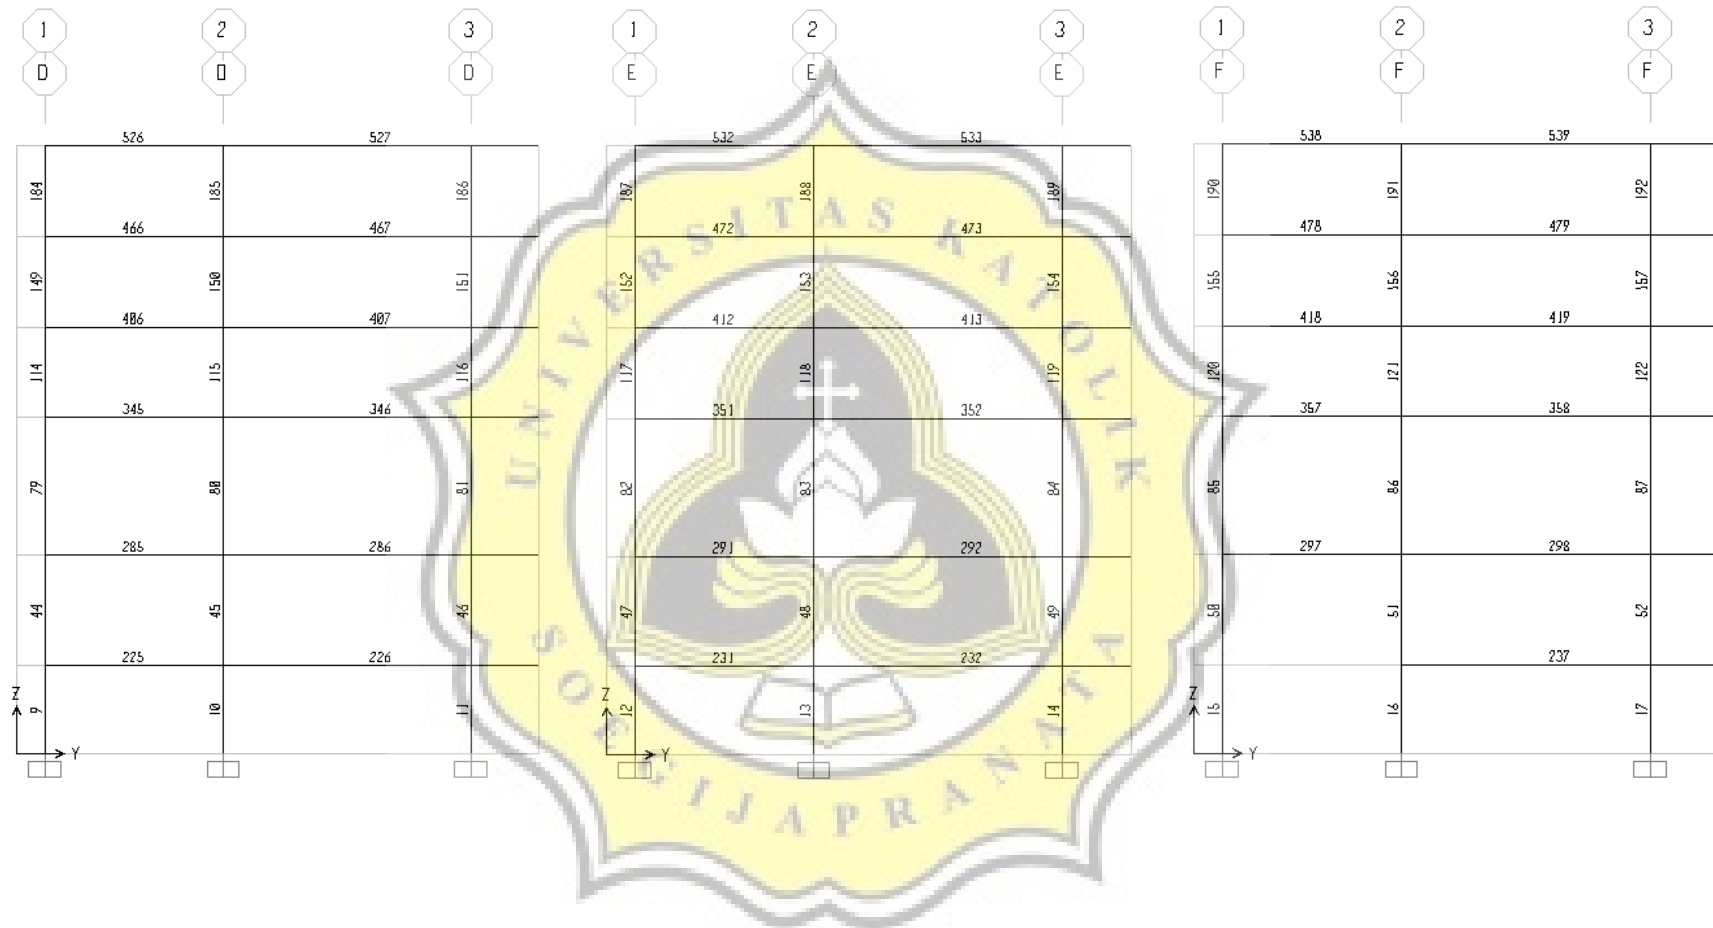 1 2 3 1 2 3 1 2 3
D D D E E E F F F
526 527 532 533 538 539
184 185 186 187 188 189 190 191 192
466 467 472 473 478 479
149 150 151 152 153 154 155 156 157
406 407 412 413 418 419
114 115 116 117 118 119 120 121 122
345 346 351 352 357 358
79 80 81 82 83 84 85 86 87
285 286 291 292 297 298
44 45 46 47 48 49 50 51 52
225 226 231 232 237
Z Z Z
9 10 11 12 13 14 15 16 17
Y Y Y
UNIVERSITAS KATOLIK
SOEGIJAPRANATA